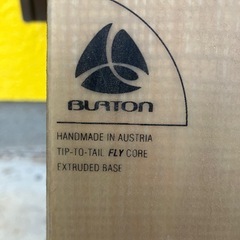 BURTON
HANDMADE IN AUSTRIA
TIP-TO-TAIL FLY CORE
EXTRUDED BASE